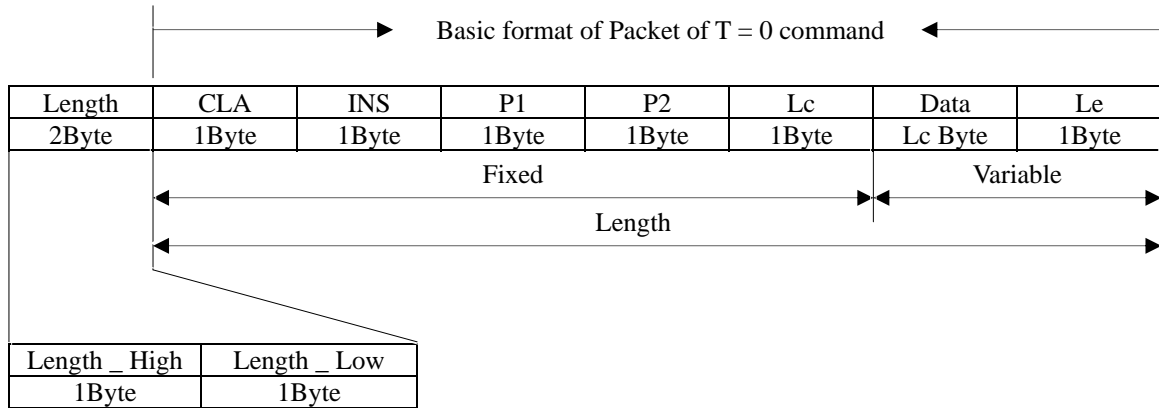 Basic format of Packet of T = 0 command
Length CLA INS P1 P2 Lc Data Le
2Byte 1Byte 1Byte 1Byte 1Byte 1Byte Lc Byte 1Byte
Fixed Variable
Length
Length _ High Length _ Low
1Byte 1Byte